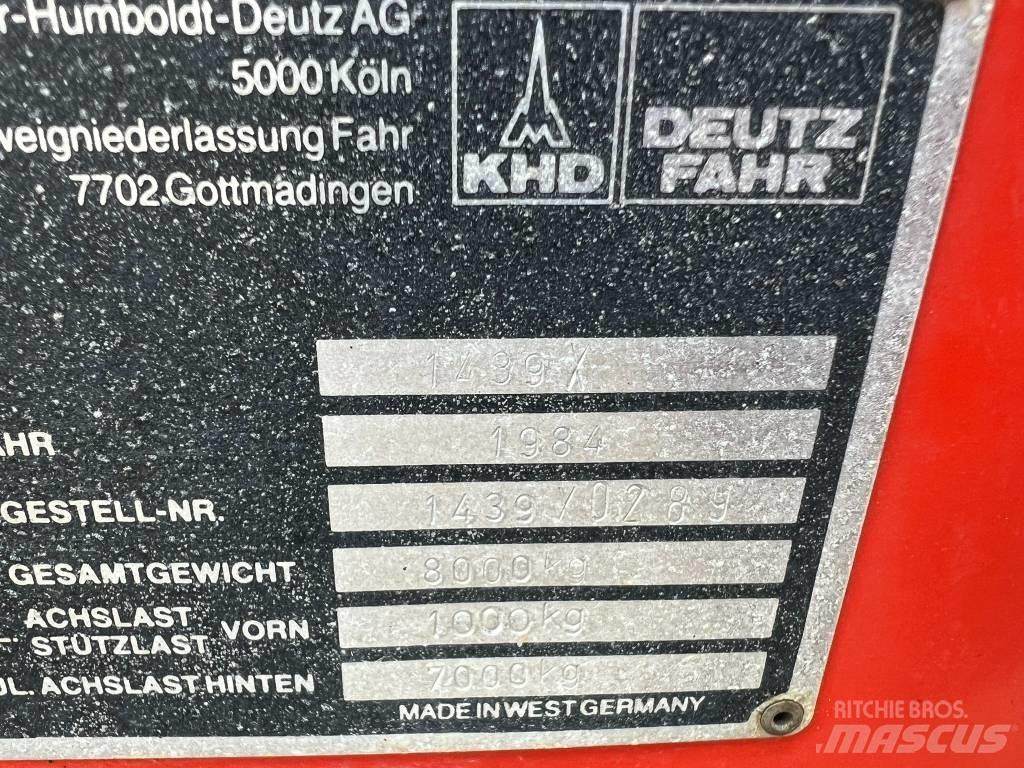 r-Humboldt-Deutz AG
5000 Köln
weigniederlassung Fahr
7702 Gottmadingen
KHD
DEUTZ
FAHR
1439/
AHR 1984
GESTELL-NR. 1439/0289
GESAMTGEWICHT 8000kg
ACHSLAST
STÜTZLAST VORN 1000kg
UL. ACHSLAST HINTEN 7000kg
MADE IN WEST GERMANY
RITCHIE BROS.
MASCUS